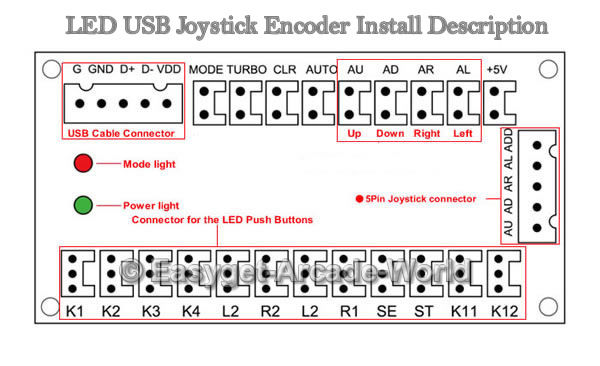 LED USB Joystick Encoder Install Description
G GND D+ D- VDD
MODE TURBO CLR AUTO AU AD AR AL +5V
USB Cable Connector
Up Down Right Left
Mode light
Power light
5Pin Joystick connector
AU AD AR AL ADD
Connector for the LED Push Buttons
© Easyget-Arcade-World
K1 K2 K3 K4 L2 R2 L2 R1 SE ST K11 K12